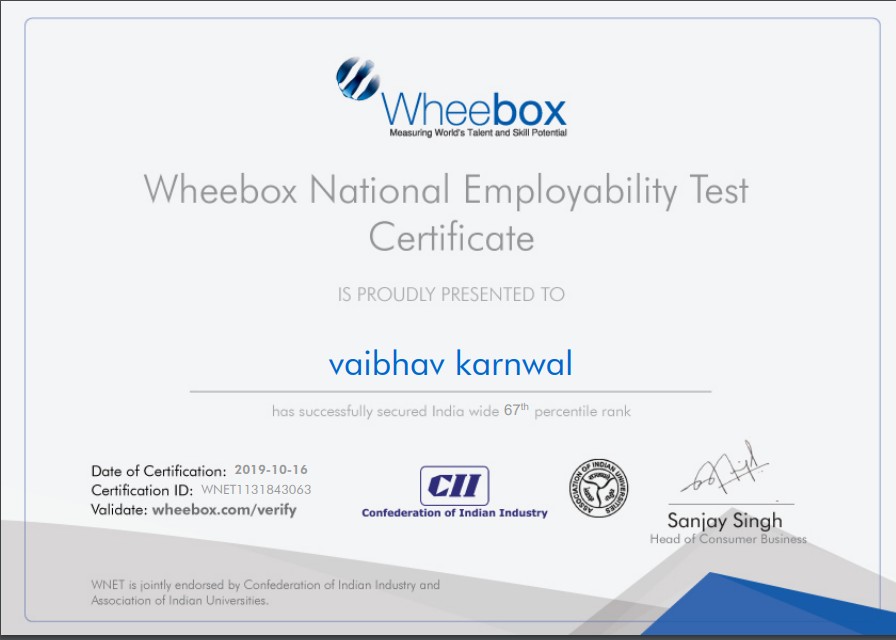 Wheebox
Measuring World's Talent and Skill Potential
Wheebox National Employability Test
Certificate
IS PROUDLY PRESENTED TO
vaibhav karnwal
has successfully secured India wide 67th percentile rank
Date of Certification: 2019-10-16
Certification ID: WNET1131843063
Validate: wheebox.com/verify
CII
Confederation of Indian Industry
ASSOCIATION OF INDIAN UNIVERSITIES
Sanjay Singh
Head of Consumer Business
WNET is jointly endorsed by Confederation of Indian Industry and
Association of Indian Universities.